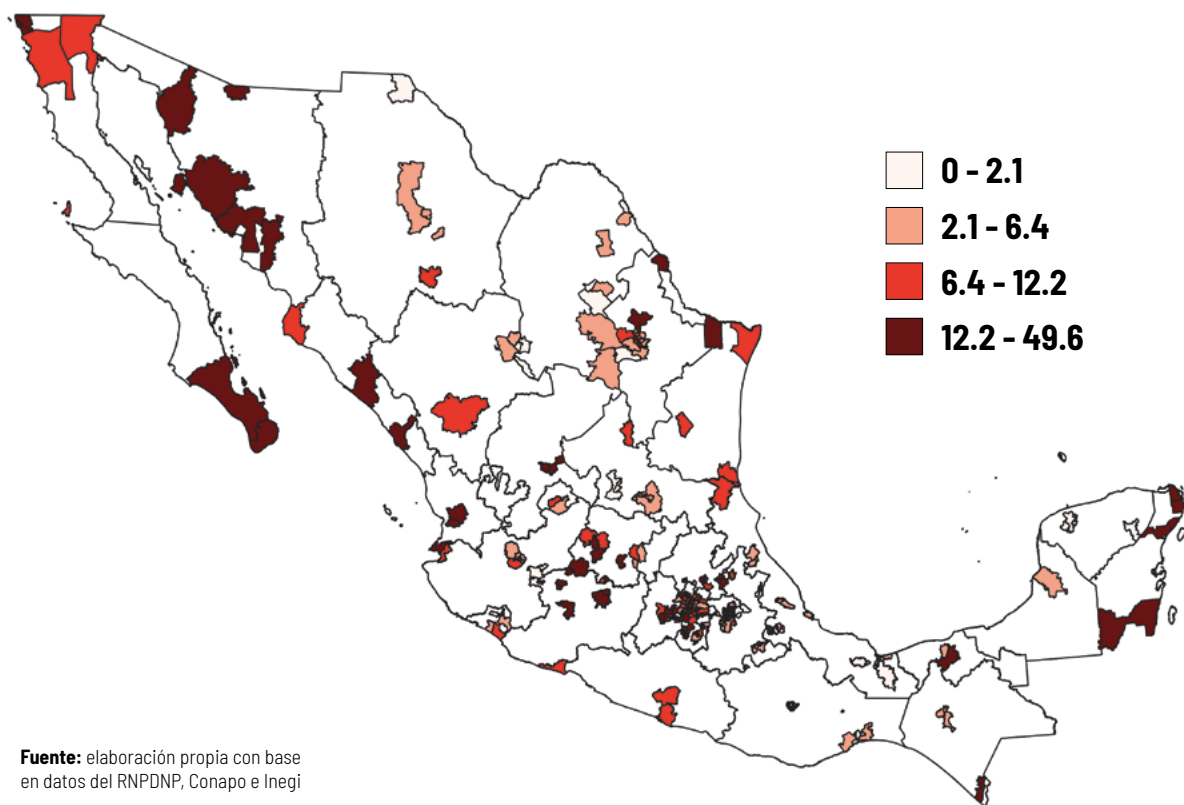 0 - 2.1
2.1 - 6.4
6.4 - 12.2
12.2 - 49.6
Fuente: elaboración propia con base
en datos del RNPDNP, Conapo e Inegi